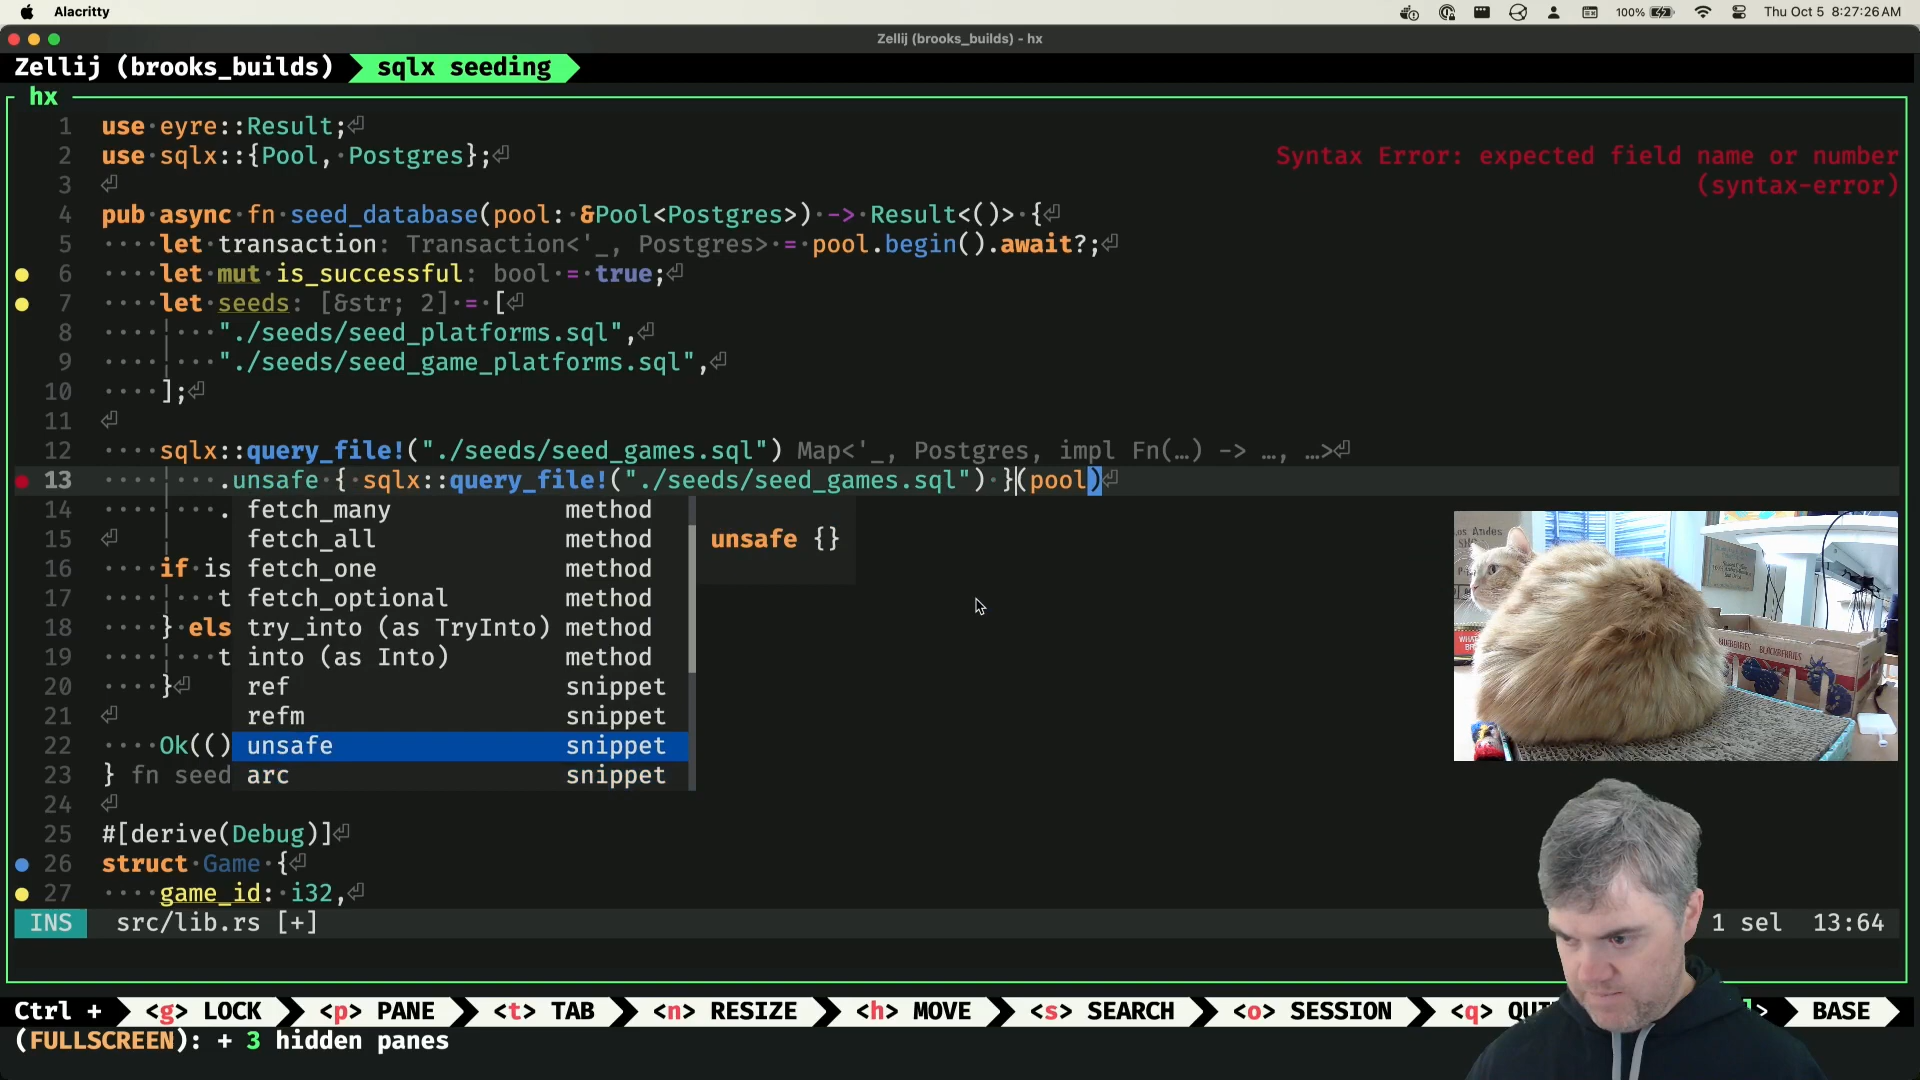 Alacritty
100%
Thu Oct 5 8:27:26 AM
Zellij (brooks_builds) - hx
Zellij (brooks_builds) sqlx seeding
hx
1 use eyre::Result;
2 use sqlx::{Pool, Postgres};
Syntax Error: expected field name or number
(syntax-error)
3
4 pub async fn seed_database(pool: &Pool<Postgres>) -> Result<()> {
5 let transaction: Transaction<'_, Postgres> = pool.begin().await?;
6 let mut is_successful: bool = true;
7 let seeds: [&str; 2] = [
8 "./seeds/seed_platforms.sql",
9 "./seeds/seed_game_platforms.sql",
10 ];
11
12 sqlx::query_file!("./seeds/seed_games.sql") Map<'_, Postgres, impl Fn(…) -> …, …>
13 .unsafe { sqlx::query_file!("./seeds/seed_games.sql") }(pool)
14 . fetch_many method
15 fetch_all method unsafe {}
16 if is fetch_one method
17 t fetch_optional method
18 } els try_into (as TryInto) method
19 t into (as Into) method
20 } ref snippet
21 refm snippet
22 Ok(() unsafe snippet
23 } fn seed arc snippet
24
25 #[derive(Debug)]
26 struct Game {
27 game_id: i32,
INS src/lib.rs [+] 1 sel 13:64
Ctrl + <g> LOCK <p> PANE <t> TAB <n> RESIZE <h> MOVE <s> SEARCH <o> SESSION <q> BASE
(FULLSCREEN): + 3 hidden panes